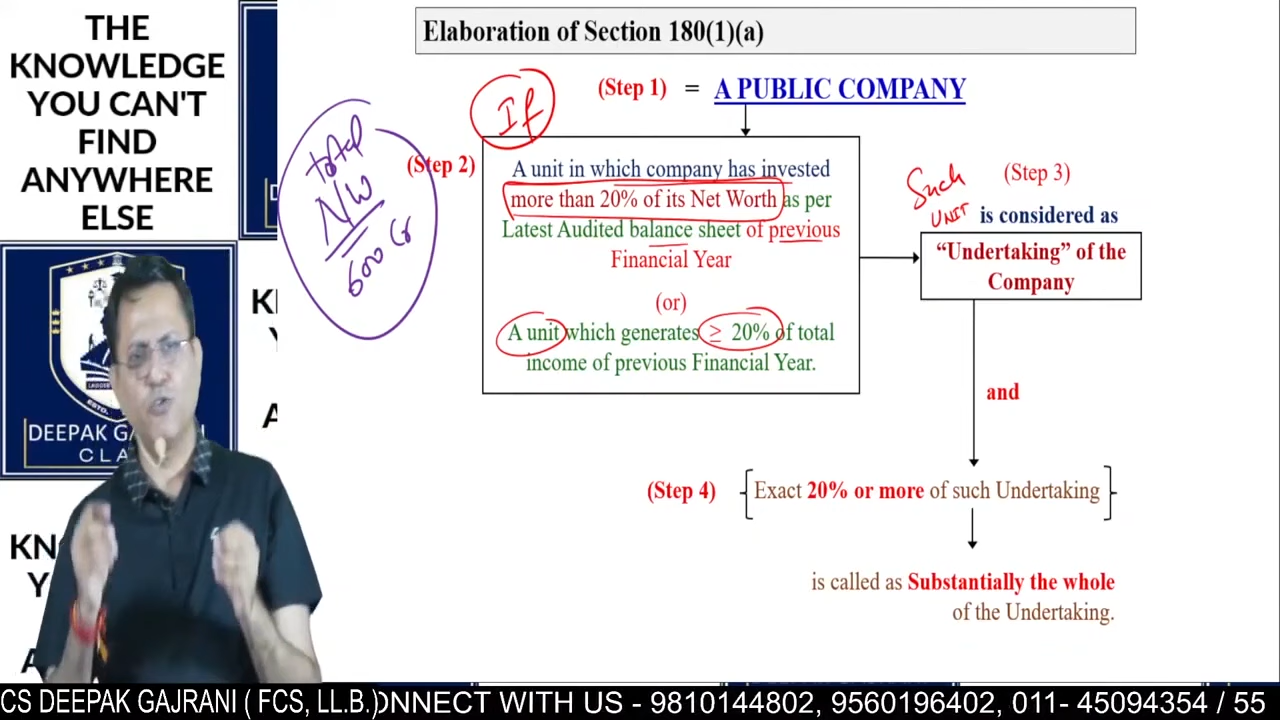 THE
KNOWLEDGE
YOU CAN'T
FIND
ANYWHERE
ELSE
DEEPAK GA
CLA
Elaboration of Section 180(1)(a)
(Step 1) = A PUBLIC COMPANY
If
(Step 2)
total
NW
600 Cr
A unit in which company has invested
more than 20% of its Net Worth as per
Latest Audited balance sheet of previous
Financial Year
(or)
A unit which generates ≥ 20% of total
income of previous Financial Year.
(Step 3)
Such
UNIT is considered as
“Undertaking” of the
Company
and
(Step 4) Exact 20% or more of such Undertaking
is called as Substantially the whole
of the Undertaking.
CS DEEPAK GAJRANI ( FCS, LL.B.) ONNECT WITH US - 9810144802, 9560196402, 011- 45094354 / 55